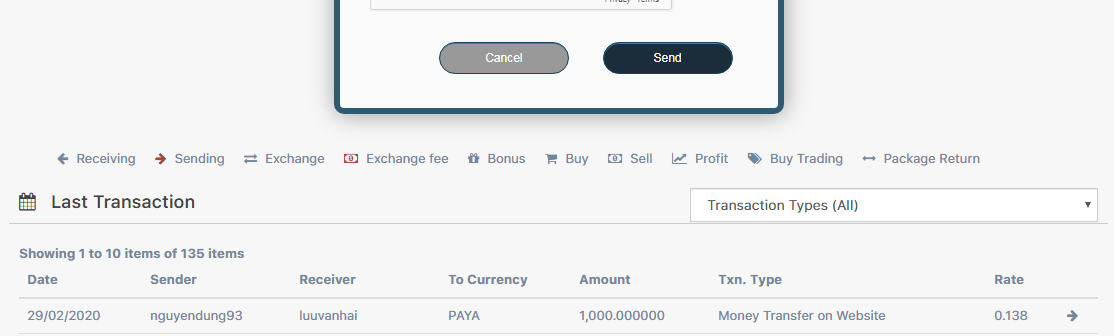 Privacy - Terms
Cancel Send
Receiving Sending Exchange Exchange fee Bonus Buy Sell Profit Buy Trading Package Return
Last Transaction Transaction Types (All)
Showing 1 to 10 items of 135 items
Date Sender Receiver To Currency Amount Txn. Type Rate
29/02/2020 nguyendung93 luuvanhai PAYA 1,000.000000 Money Transfer on Website 0.138